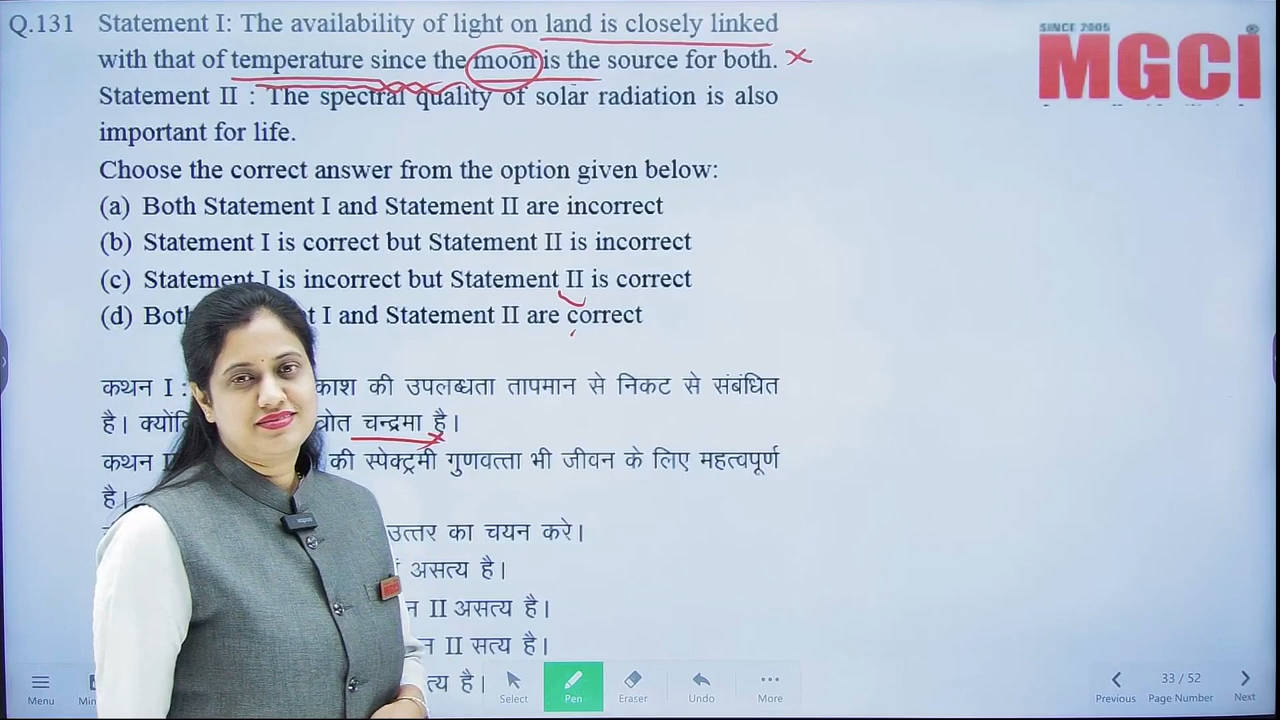 Q.131 Statement I: The availability of light on land is closely linked
with that of temperature since the moon is the source for both.
Statement II : The spectral quality of solar radiation is also
important for life.
Choose the correct answer from the option given below:
(a) Both Statement I and Statement II are incorrect
(b) Statement I is correct but Statement II is incorrect
(c) Statement I is incorrect but Statement II is correct
(d) Both I and Statement II are correct
कथन I : की उपलब्धता तापमान से निकट से संबंधित
है। चन्द्रमा है।
कथन की स्पेक्ट्रमी गुणवत्ता भी जीवन के लिए महत्वपूर्ण
है।
उत्तर का चयन करे।
असत्य है।
II असत्य है।
II सत्य है।
है।
SINCE 2005
MGCI
®
Menu
Select
Pen
Eraser
Undo
More
Previous
33 / 52
Page Number
Next